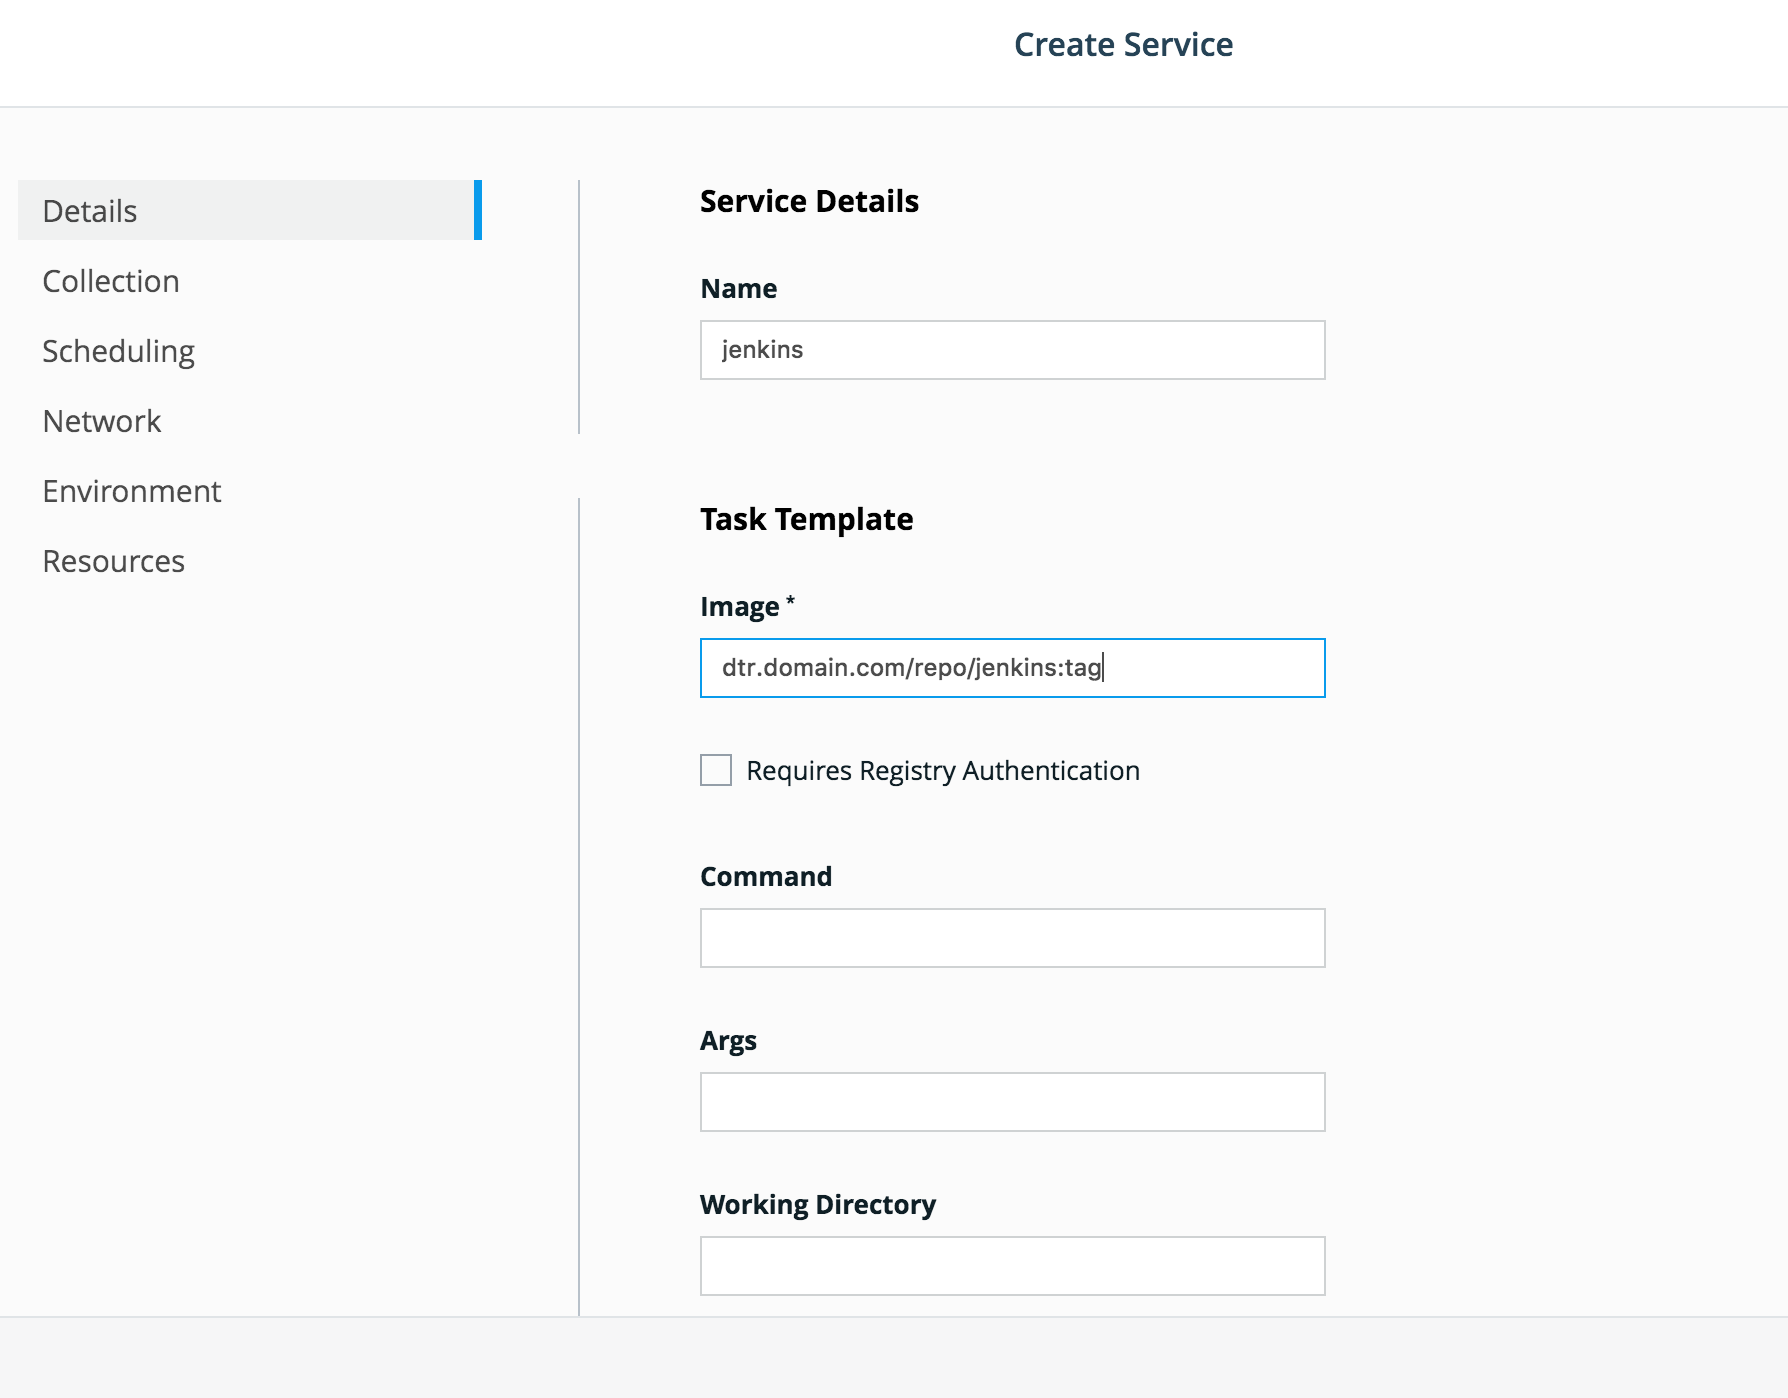 Create Service
Details
Collection
Scheduling
Network
Environment
Resources
Service Details
Name
jenkins
Task Template
Image *
dtr.domain.com/repo/jenkins:tag
Requires Registry Authentication
Command
Args
Working Directory